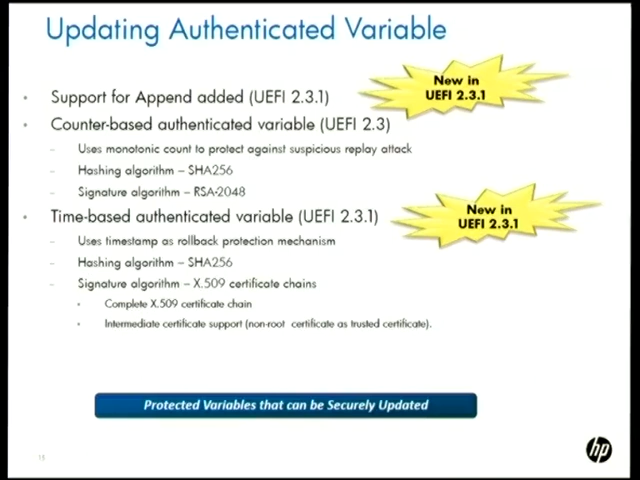 Updating Authenticated Variable
New in
UEFI 2.3.1
• Support for Append added (UEFI 2.3.1)
• Counter-based authenticated variable (UEFI 2.3)
– Uses monotonic count to protect against suspicious replay attack
– Hashing algorithm – SHA256
– Signature algorithm – RSA-2048
• Time-based authenticated variable (UEFI 2.3.1)
New in
UEFI 2.3.1
– Uses timestamp as rollback protection mechanism
– Hashing algorithm – SHA256
– Signature algorithm – X.509 certificate chains
• Complete X.509 certificate chain
• Intermediate certificate support (non-root certificate as trusted certificate).
Protected Variables that can be Securely Updated
hp